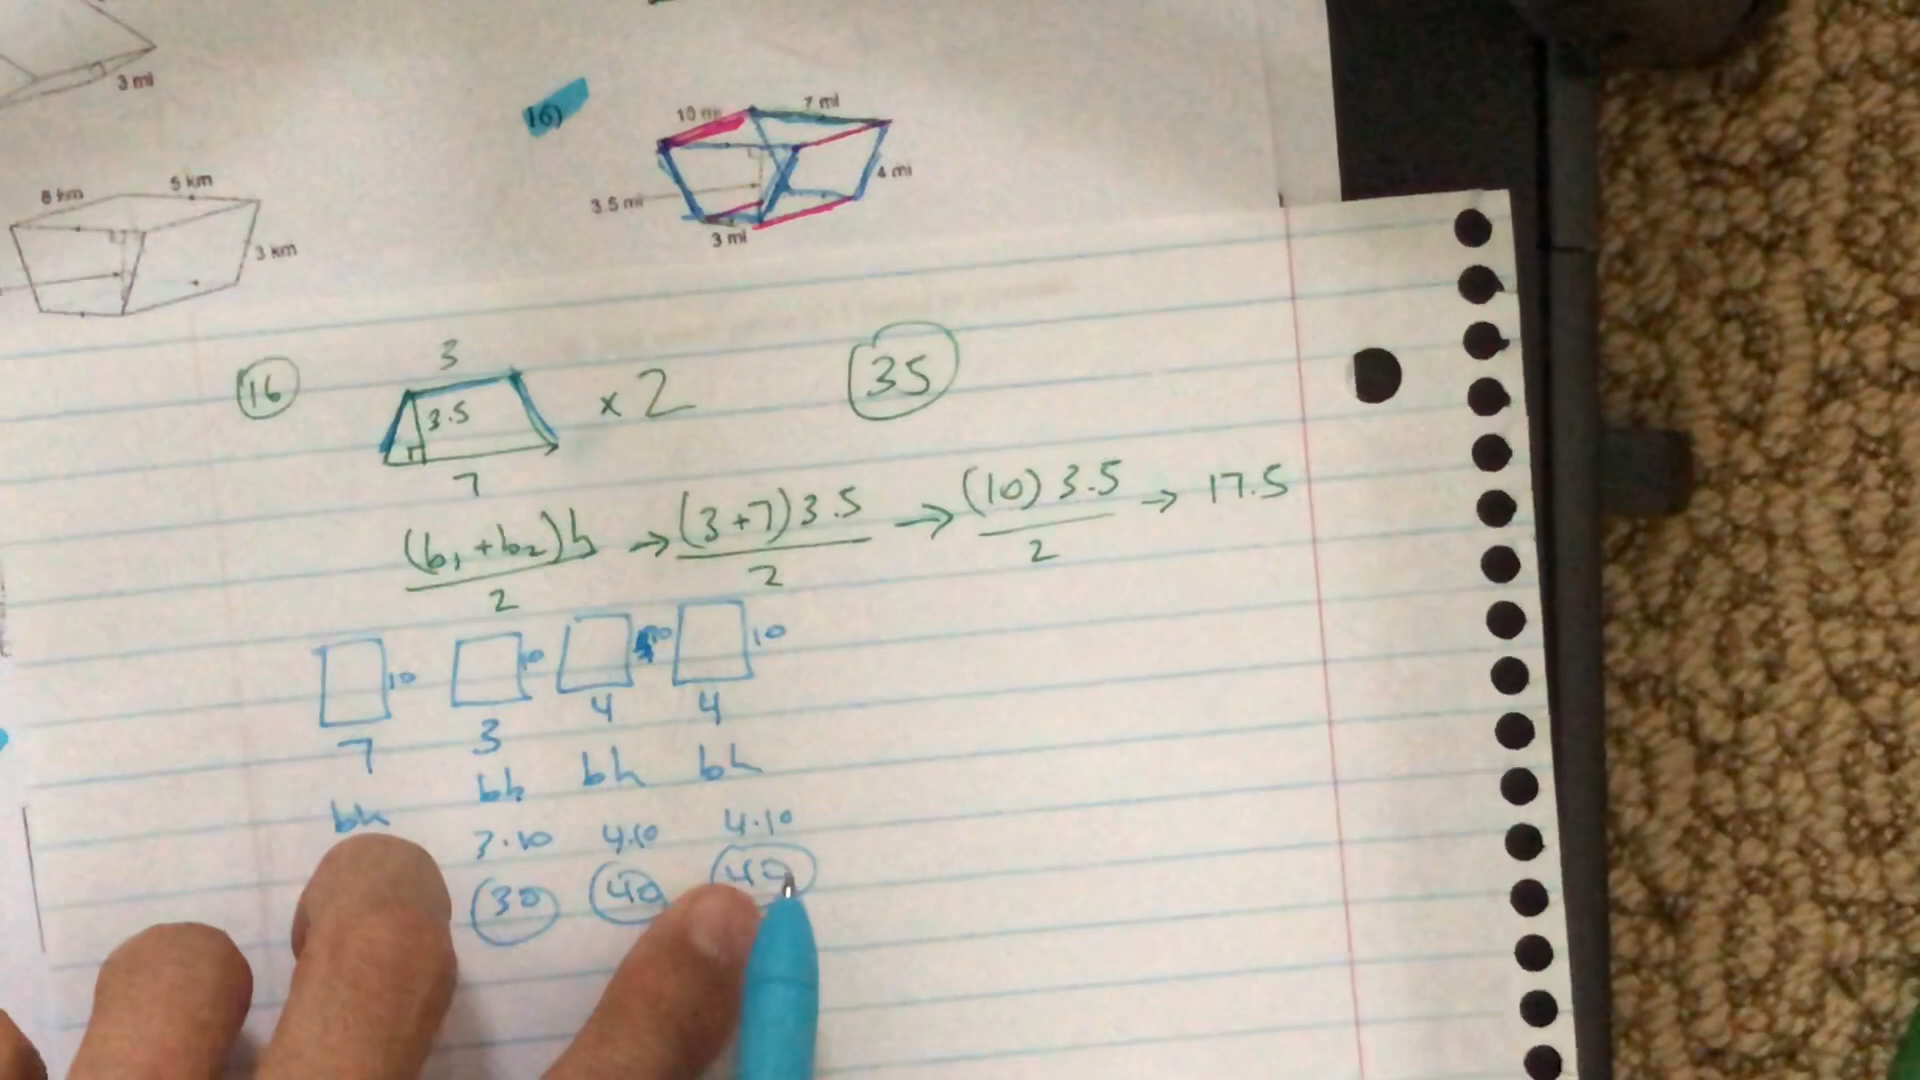 3 mi
16)
10 mi
7 mi
4 mi
3.5 mi
3 mi
8 km
5 km
3 km
16
3
3.5
7
x 2
35
(b₁+b₂)h/2 → (3+7)3.5/2 → (10)3.5/2 → 17.5
10 10 10 10
7 3 4 4
bh bh bh bh
3.10 4.10 4.10
30 40 40